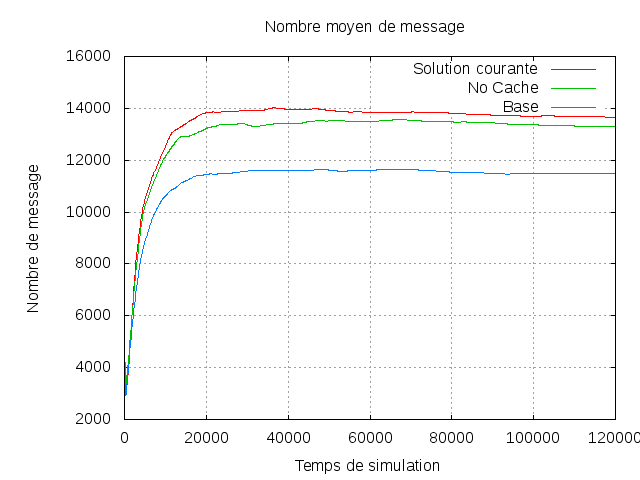 Nombre moyen de message
16000
14000
12000
10000
8000
6000
4000
2000
Nombre de message
Solution courante
No Cache
Base
0 20000 40000 60000 80000 100000 120000
Temps de simulation